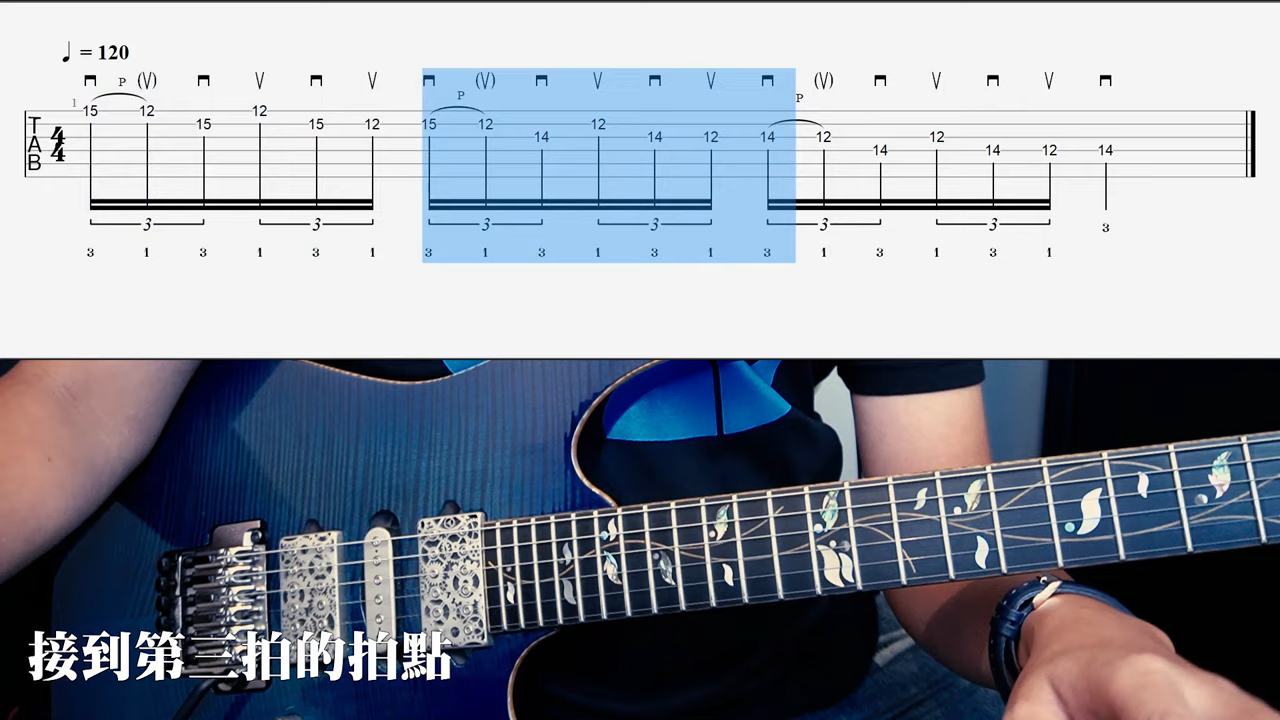 ♩ = 120
P (V) V V (V) V V (V) V V
P P
1 15 12 15 12 15 12 15 12 14 12 14 12 14 12 14 12 14 12 14
T
A
B
4
4
3 3 3 3 3 3 3
3 1 3 1 3 1 3 1 3 1 3 1 3 1 3 1 3 1
接到第三拍的拍點